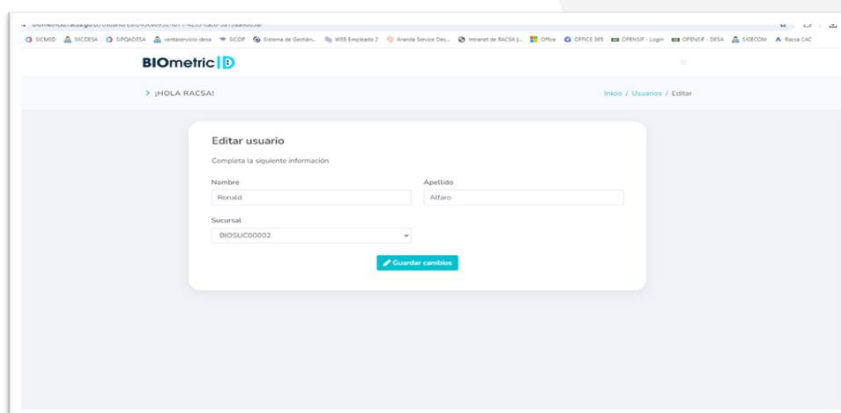 SICMED SICDESA SIPQADESA ventaservicio desa SICOP Sistema de Gestión... WEB Empleado 2 Aranda Service Des... Intranet de RACSA |... Office OFFICE 365 OPENSIF - Login OPENSIF - DESA SIGECOM Racsa CAC
BIOmetric ID
> ¡HOLA RACSA!
Inicio / Usuarios / Editar
Editar usuario
Completa la siguiente información
Nombre
Apellido
Ronald
Alfaro
Sucursal
BIOSUC00002
Guardar cambios